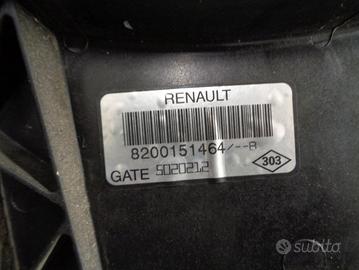 RENAULT
8200151464/--B
GATE 5020212
303
subito